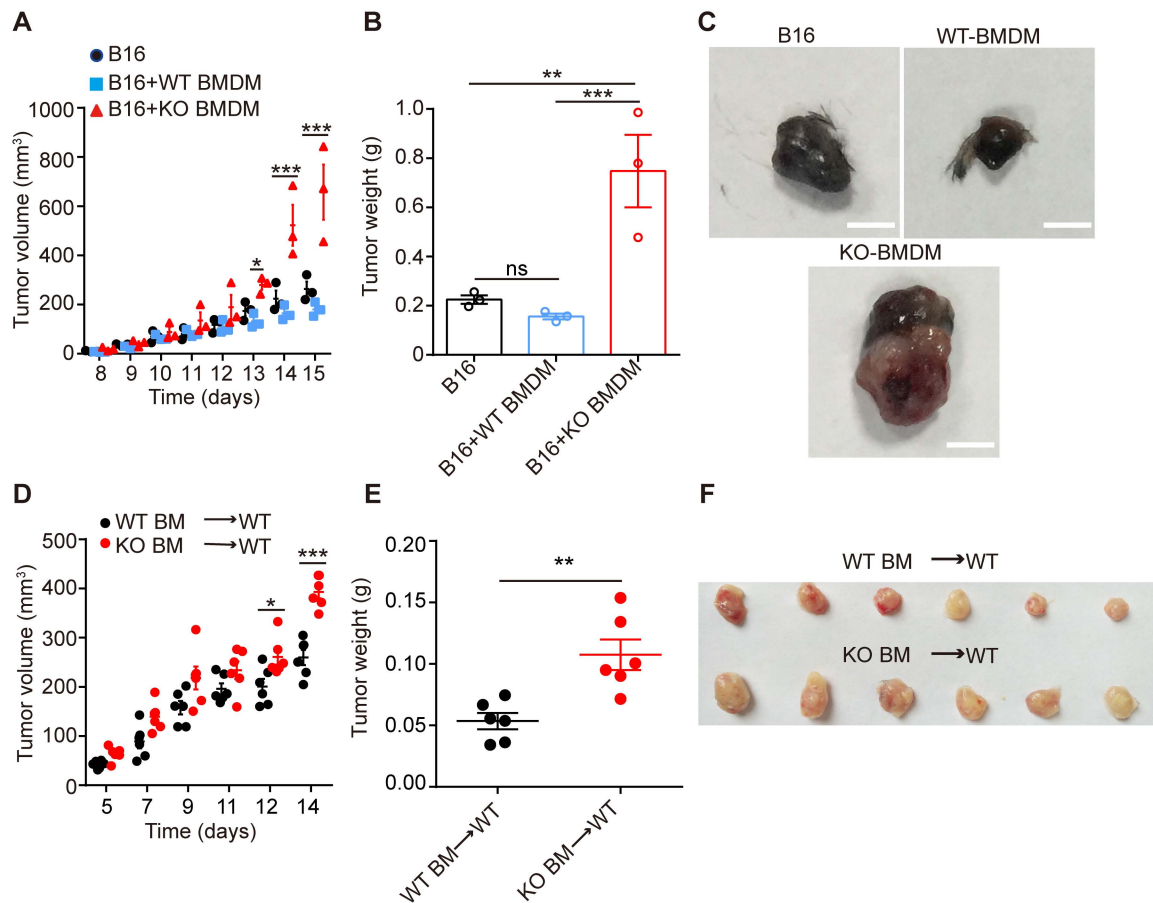 A
B16
B16+WT BMDM
B16+KO BMDM
Tumor volume (mm³)
1000
800
600
400
200
0
*
***
***
8 9 10 11 12 13 14 15
Time (days)
B
Tumor weight (g)
1.0
0.8
0.6
0.4
0.2
0.0
**
***
ns
B16
B16+WT BMDM
B16+KO BMDM
C
B16
WT-BMDM
KO-BMDM
D
WT BM →WT
KO BM →WT
Tumor volume (mm³)
500
400
300
200
100
0
*
***
5 7 9 11 12 14
Time (days)
E
Tumor weight (g)
0.20
0.15
0.10
0.05
0.00
**
WT BM→WT
KO BM→WT
F
WT BM →WT
KO BM →WT